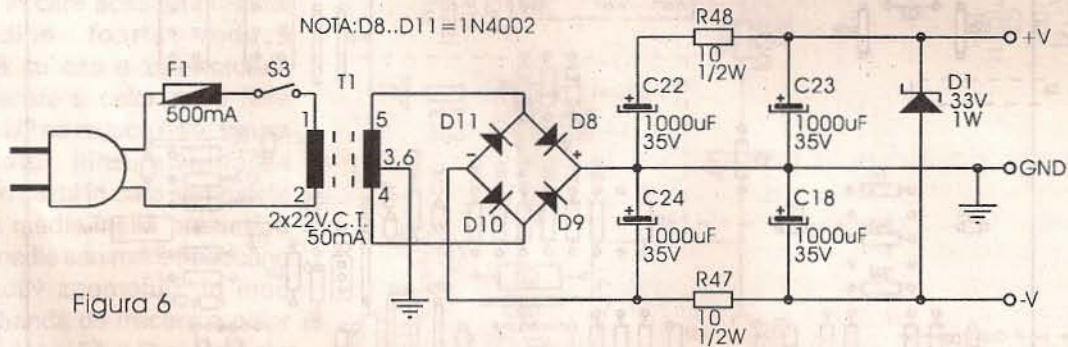 NOTA:D8..D11=1N4002
F1
500mA
S3
T1
1
2
5
3,6
4
2x22V.C.T.
50mA
D11
D8
D10
D9
-
+
R48
10
1/2W
+
C22
1000uF
35V
+
C23
1000uF
35V
D1
33V
1W
+V
GND
+
C24
1000uF
35V
+
C18
1000uF
35V
R47
10
1/2W
-V
Figura 6